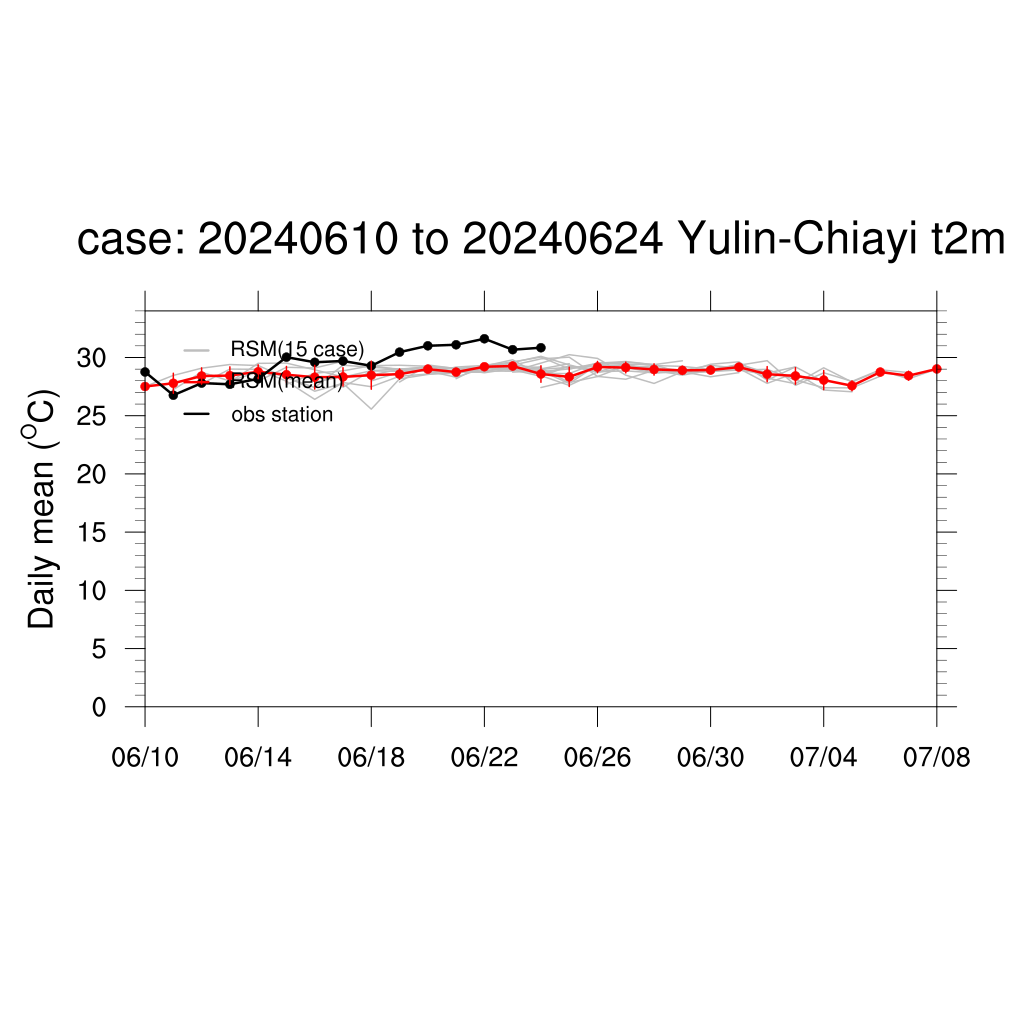 case: 20240610 to 20240624 Yulin-Chiayi t2m
Daily mean (°C)
30
25
20
15
10
5
0
RSM(15 case)
RSM(mean)
obs station
06/10 06/14 06/18 06/22 06/26 06/30 07/04 07/08